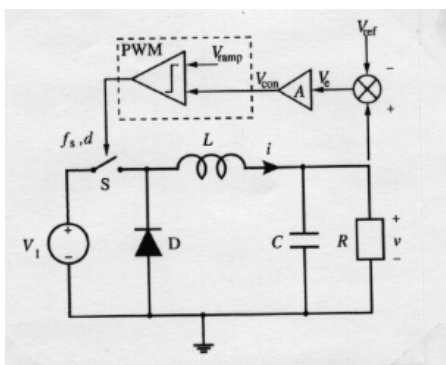 PWM
V_ramp
V_ref
−
V_con
A
V_e
+
f_s, d
S
L
i
V_1
+
−
D
C
R
+
v
−